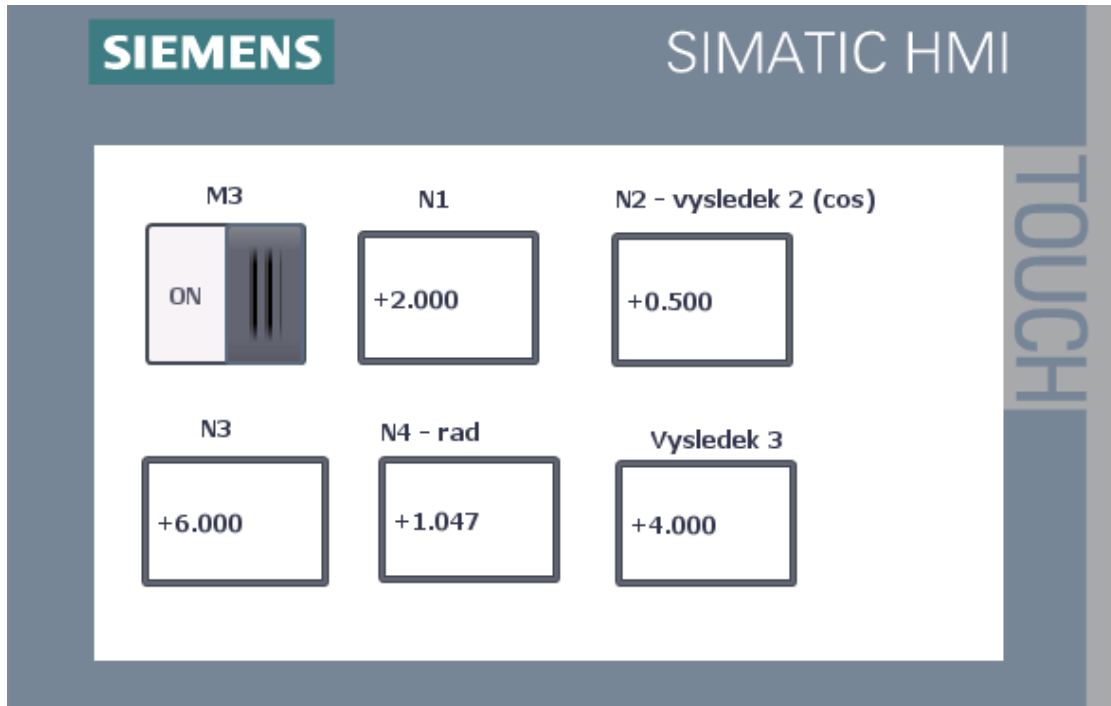 SIEMENS
SIMATIC HMI
TOUCH
M3
N1
N2 - vysledek 2 (cos)
ON
+2.000
+0.500
N3
N4 - rad
Vysledek 3
+6.000
+1.047
+4.000